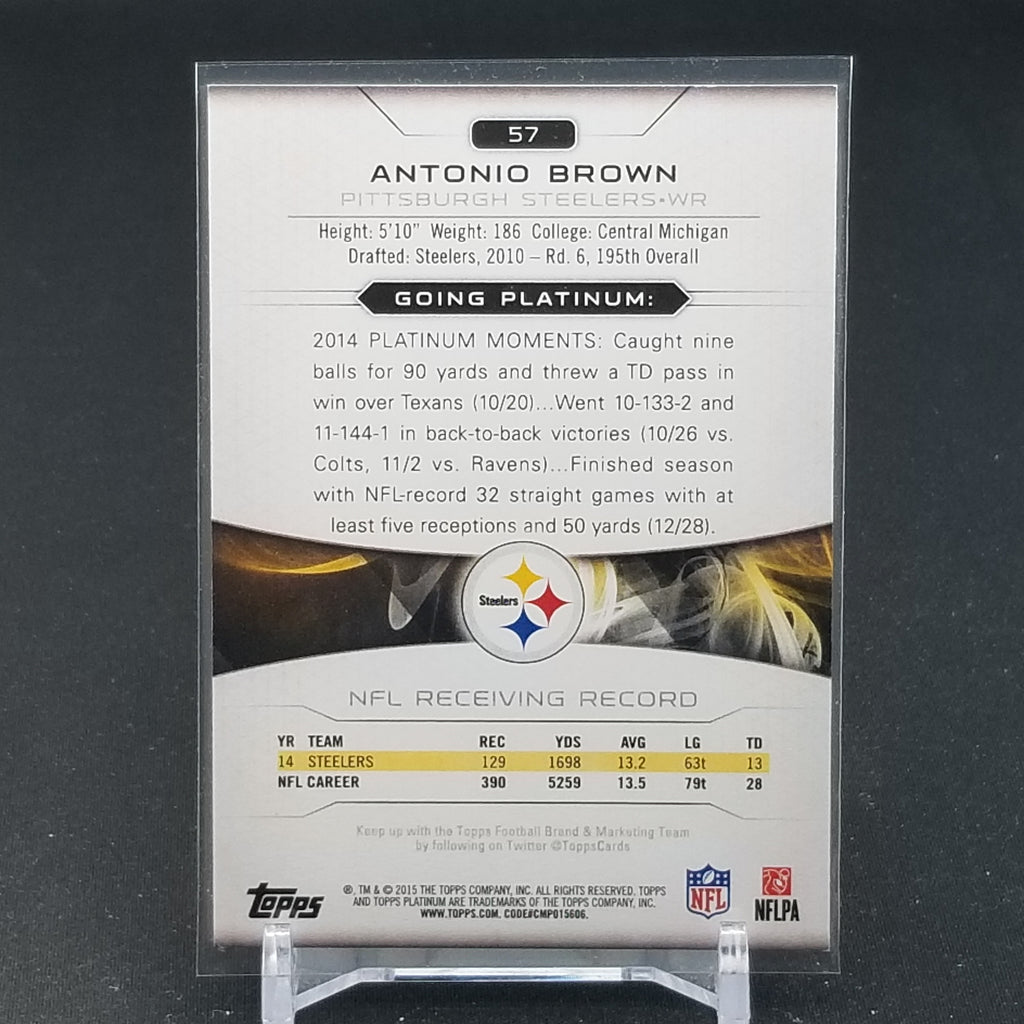 57
ANTONIO BROWN
PITTSBURGH STEELERS•WR
Height: 5'10" Weight: 186 College: Central Michigan
Drafted: Steelers, 2010 – Rd. 6, 195th Overall
GOING PLATINUM:
2014 PLATINUM MOMENTS: Caught nine
balls for 90 yards and threw a TD pass in
win over Texans (10/20)...Went 10-133-2 and
11-144-1 in back-to-back victories (10/26 vs.
Colts, 11/2 vs. Ravens)...Finished season
with NFL-record 32 straight games with at
least five receptions and 50 yards (12/28).
Steelers
NFL RECEIVING RECORD
YR TEAM REC YDS AVG LG TD
14 STEELERS 129 1698 13.2 63t 13
NFL CAREER 390 5259 13.5 79t 28
Keep up with the Topps Football Brand & Marketing Team
by following on Twitter @ToppsCards
topps
®, TM & © 2015 THE TOPPS COMPANY, INC. ALL RIGHTS RESERVED. TOPPS
AND TOPPS PLATINUM ARE TRADEMARKS OF THE TOPPS COMPANY, INC.
WWW.TOPPS.COM. CODE#CMP015606.
NFL
NFLPA